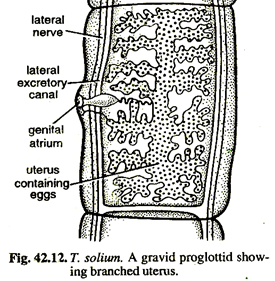 lateral
nerve
lateral
excretory
canal
genital
atrium
uterus
containing
eggs
Fig. 42.12. T. solium. A gravid proglottid show-
ing branched uterus.